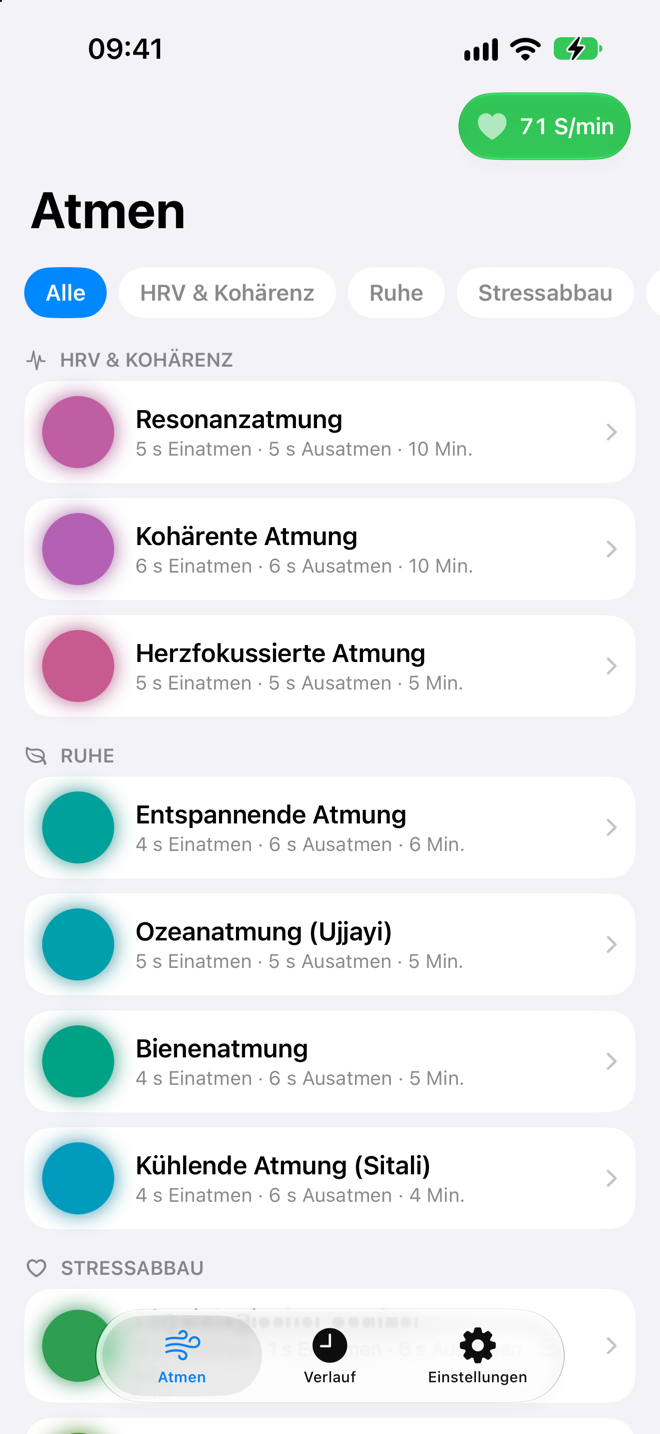 09:41
71 S/min
Atmen
Alle
HRV & Kohärenz
Ruhe
Stressabbau
HRV & KOHÄRENZ
Resonanzatmung
5 s Einatmen · 5 s Ausatmen · 10 Min.
Kohärente Atmung
6 s Einatmen · 6 s Ausatmen · 10 Min.
Herzfokussierte Atmung
5 s Einatmen · 5 s Ausatmen · 5 Min.
RUHE
Entspannende Atmung
4 s Einatmen · 6 s Ausatmen · 6 Min.
Ozeanatmung (Ujjayi)
5 s Einatmen · 5 s Ausatmen · 5 Min.
Bienenatmung
4 s Einatmen · 6 s Ausatmen · 5 Min.
Kühlende Atmung (Sitali)
4 s Einatmen · 6 s Ausatmen · 4 Min.
STRESSABBAU
Atmen
Verlauf
Einstellungen